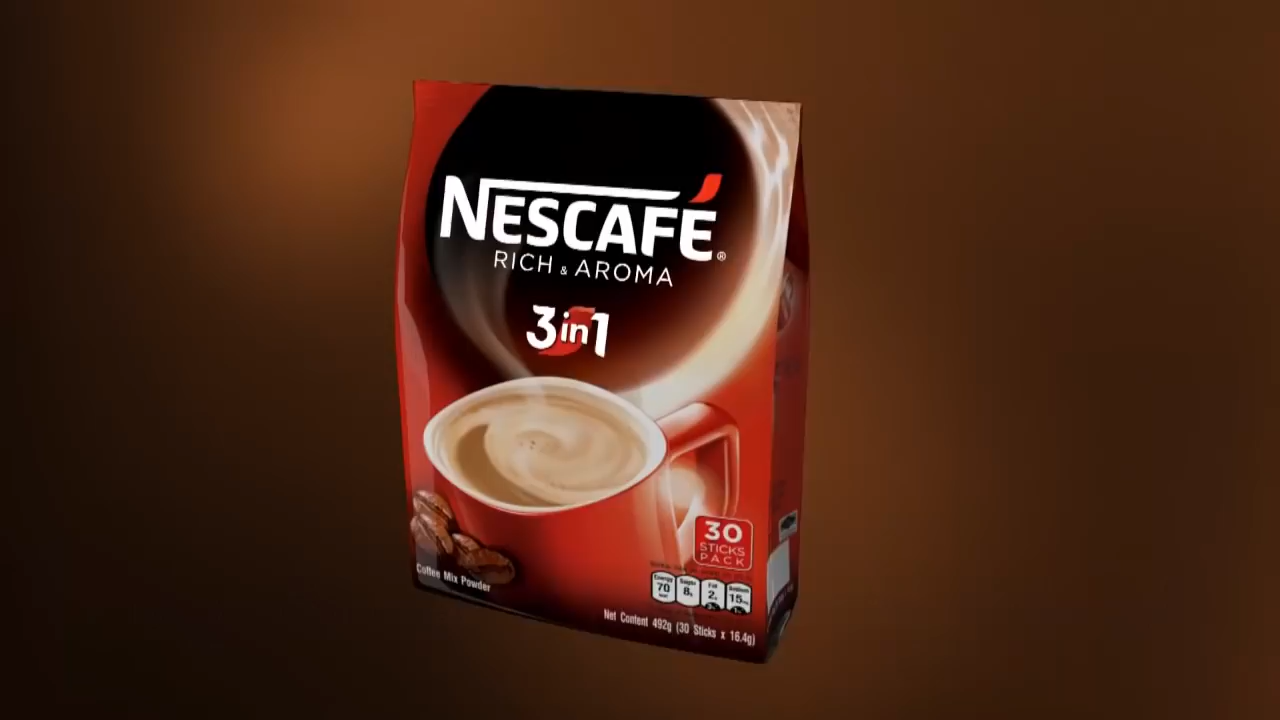 NESCAFÉ®
RICH & AROMA
3in1
30
STICKS
PACK
Coffee Mix Powder
Energy Sugar Fat Sodium
70 8g 2g 15mg
Net Content 492g (30 Sticks x 16.4g)